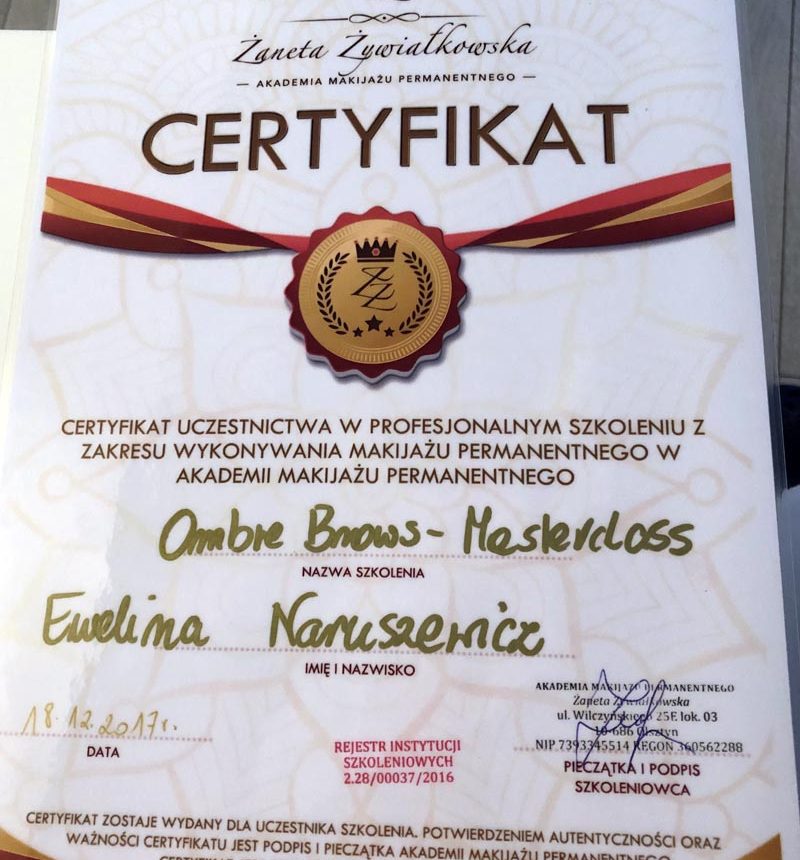 Żaneta Żywiałkowska
— AKADEMIA MAKIJAŻU PERMANENTNEGO —
CERTYFIKAT
ŻŻ
CERTYFIKAT UCZESTNICTWA W PROFESJONALNYM SZKOLENIU Z
ZAKRESU WYKONYWANIA MAKIJAŻU PERMANENTNEGO W
AKADEMII MAKIJAŻU PERMANENTNEGO
Ombre Brows - Masterclass
NAZWA SZKOLENIA
Ewelina Naruszewicz
IMIĘ I NAZWISKO
18.12.2017r.
DATA
REJESTR INSTYTUCJI
SZKOLENIOWYCH
2.28/00037/2016
AKADEMIA MAKIJAŻU PERMANENTNEGO
Żaneta Żywiałkowska
ul. Wilczyńskiego 25E lok. 03
10-686 Olsztyn
NIP 7393345514 REGON 360562288
PIECZĄTKA I PODPIS
SZKOLENIOWCA
CERTYFIKAT ZOSTAJE WYDANY DLA UCZESTNIKA SZKOLENIA. POTWIERDZENIEM AUTENTYCZNOŚCI ORAZ
WAŻNOŚCI CERTYFIKATU JEST PODPIS I PIECZĄTKA AKADEMII MAKIJAŻU PERMANENTNEGO